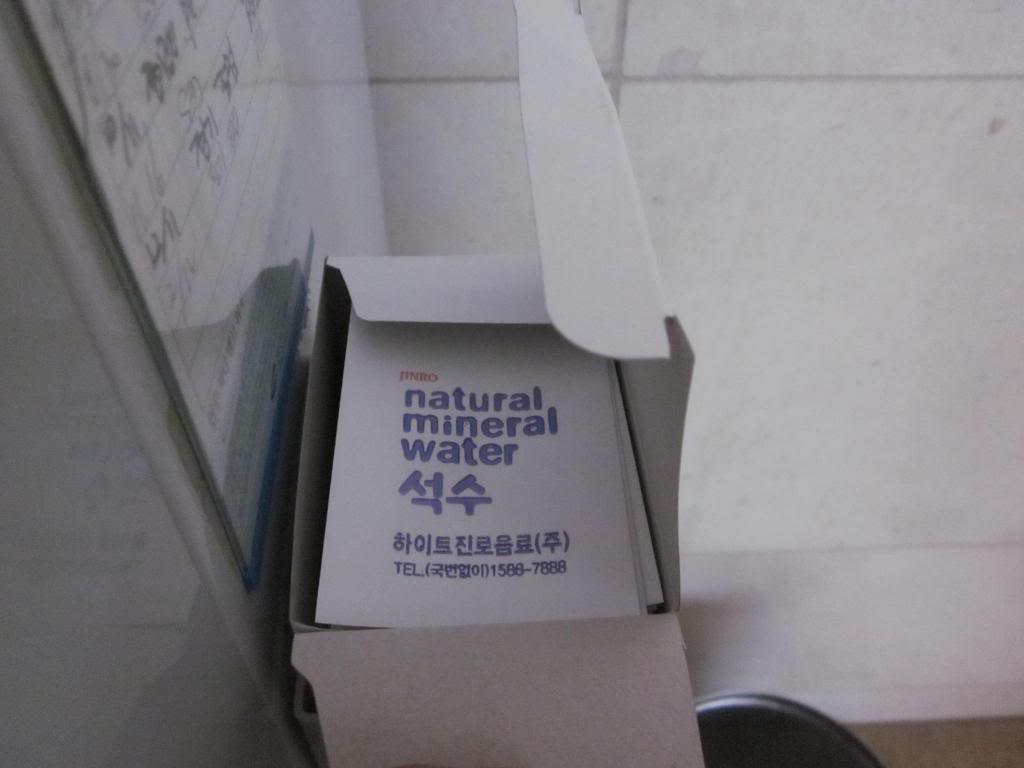 JINRO
natural
mineral
water
석수
하이트진로음료(주)
TEL.(국번없이)1588-7888